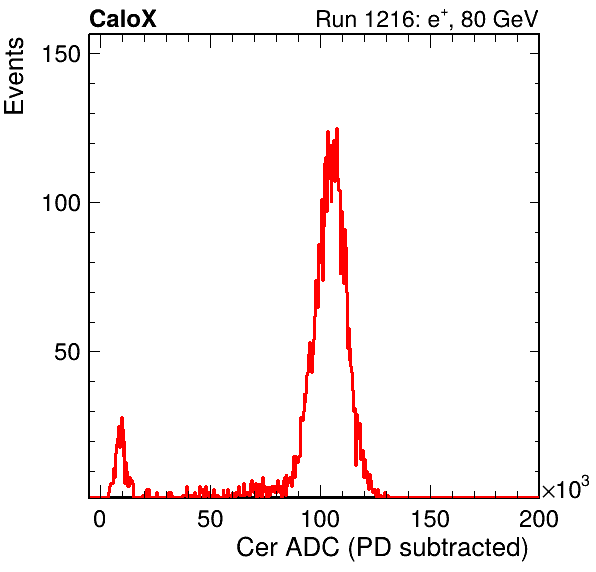 CaloX Run 1216: e⁺, 80 GeV
Events
150
100
50
0 50 100 150 200
×10³
Cer ADC (PD subtracted)